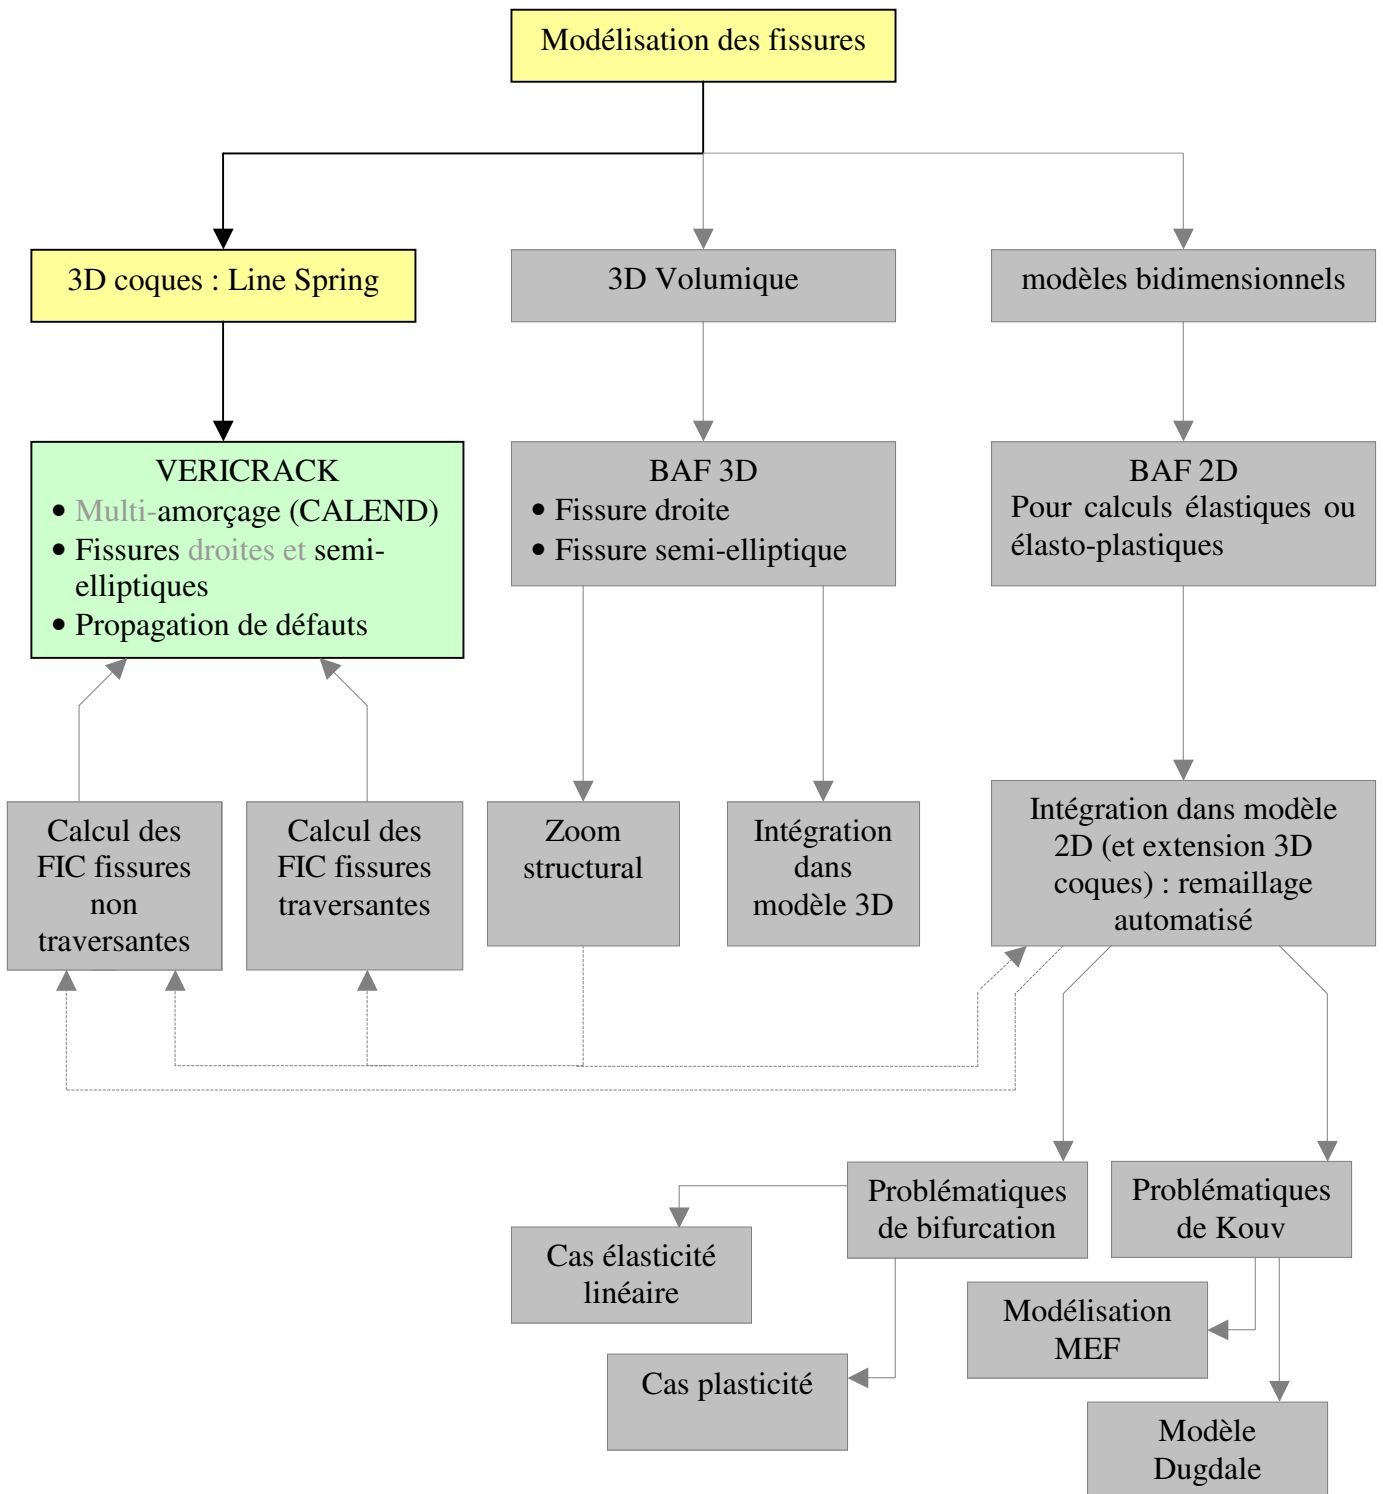 Modélisation des fissures
3D coques : Line Spring
3D Volumique
modèles bidimensionnels
VERICRACK
• Multi-amorçage (CALEND)
• Fissures droites et semi-
elliptiques
• Propagation de défauts
BAF 3D
• Fissure droite
• Fissure semi-elliptique
BAF 2D
Pour calculs élastiques ou
élasto-plastiques
Calcul des
FIC fissures
non
traversantes
Calcul des
FIC fissures
traversantes
Zoom
structural
Intégration
dans
modèle 3D
Intégration dans modèle
2D (et extension 3D
coques) : remaillage
automatisé
Problématiques
de bifurcation
Problématiques
de Kouv
Cas élasticité
linéaire
Modélisation
MEF
Cas plasticité
Modèle
Dugdale